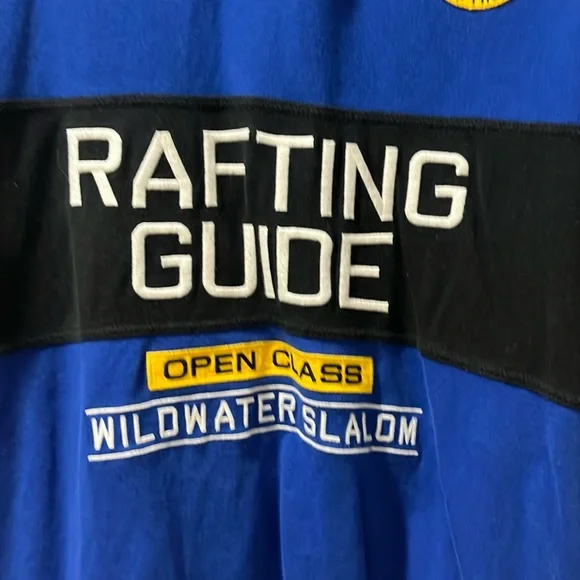 RAFTING
GUIDE
OPEN CLASS
WILDWATER SLALOM